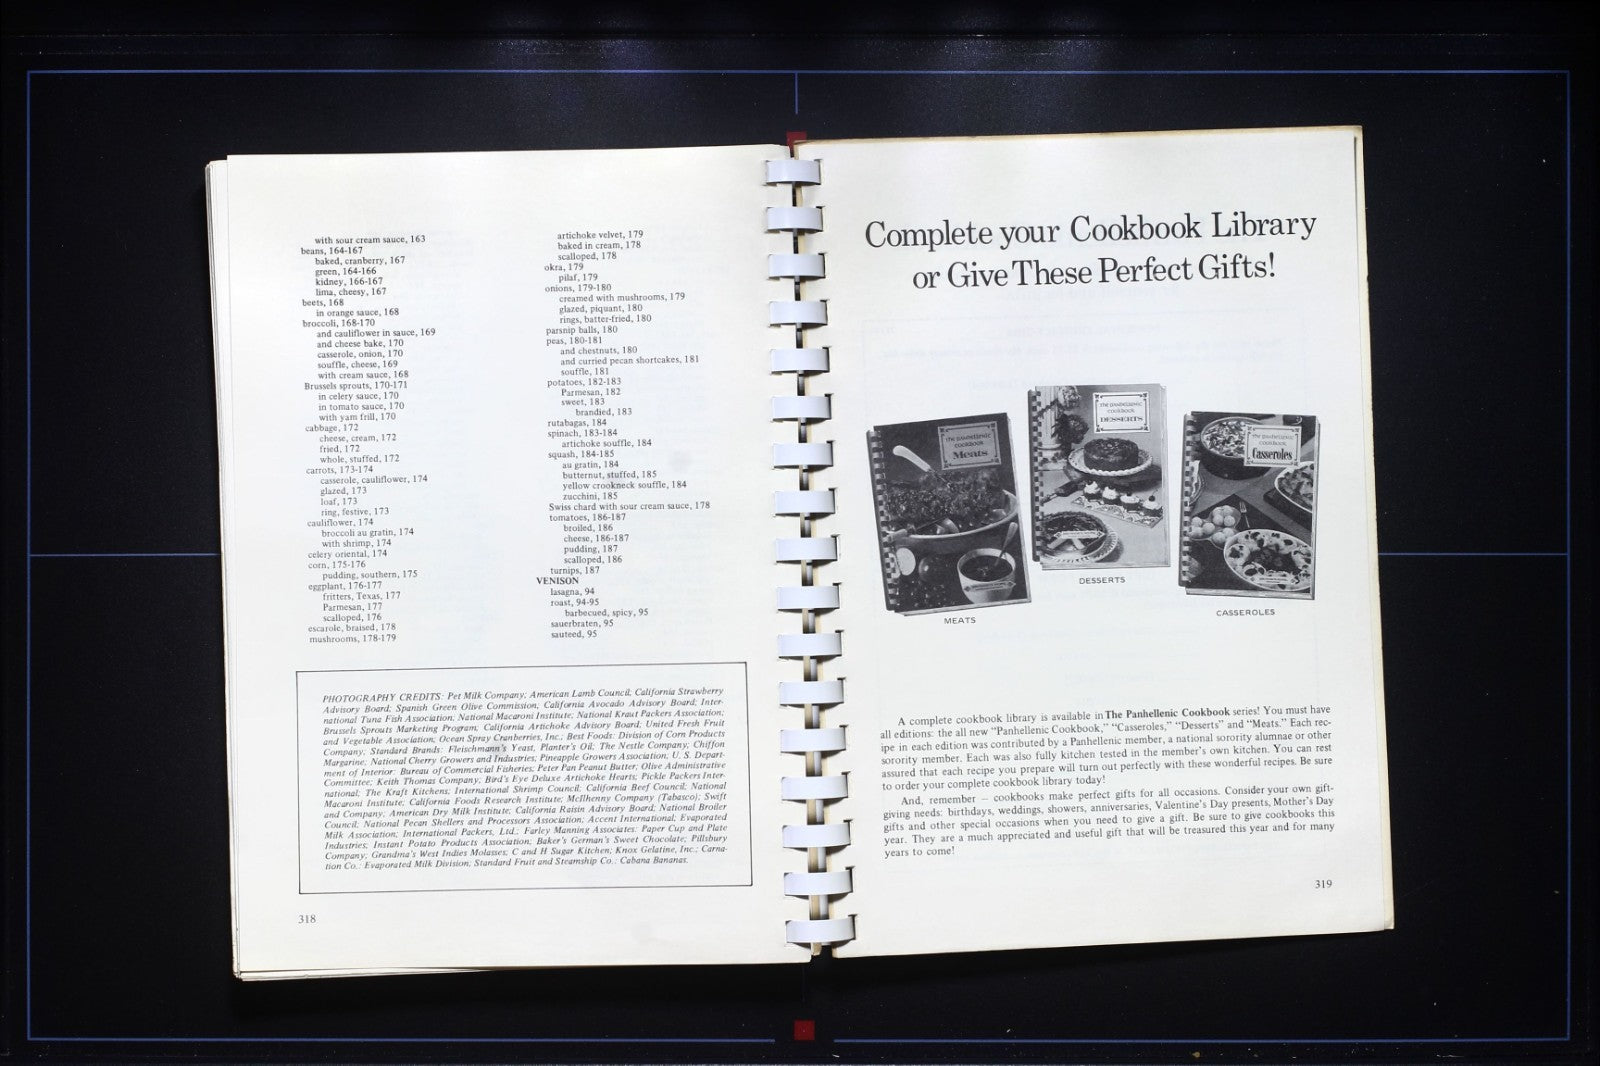 with sour cream sauce, 163
beans, 164-167
baked, cranberry, 167
green, 164-166
kidney, 166-167
lima, cheesy, 167
beets, 168
in orange sauce, 168
broccoli, 168-170
and cauliflower in sauce, 169
and cheese bake, 170
casserole, onion, 170
souffle, cheese, 169
with cream sauce, 168
Brussels sprouts, 170-171
in celery sauce, 170
in tomato sauce, 170
with yam frill, 170
cabbage, 172
cheese, cream, 172
fried, 172
whole, stuffed, 172
carrots, 173-174
casserole, cauliflower, 174
glazed, 173
loaf, 173
ring, festive, 173
cauliflower, 174
broccoli au gratin, 174
with shrimp, 174
celery oriental, 174
corn, 175-176
pudding, southern, 175
eggplant, 176-177
fritters, Texas, 177
Parmesan, 177
scalloped, 176
escarole, braised, 178
mushrooms, 178-179
artichoke velvet, 179
baked in cream, 178
scalloped, 178
okra, 179
pilaf, 179
onions, 179-180
creamed with mushrooms, 179
glazed, piquant, 180
rings, batter-fried, 180
parsnip balls, 180
peas, 180-181
and chestnuts, 180
and curried pecan shortcakes, 181
souffle, 181
potatoes, 182-183
Parmesan, 182
sweet, 183
brandied, 183
rutabagas, 184
spinach, 183-184
artichoke souffle, 184
squash, 184-185
au gratin, 184
butternut, stuffed, 185
yellow crookneck souffle, 184
zucchini, 185
Swiss chard with sour cream sauce, 178
tomatoes, 186-187
broiled, 186
cheese, 186-187
pudding, 187
scalloped, 186
turnips, 187
VENISON
lasagna, 94
roast, 94-95
barbecued, spicy, 95
sauerbraten, 95
sauteed, 95
PHOTOGRAPHY CREDITS: Pet Milk Company; American Lamb Council; California Strawberry
Advisory Board; Spanish Green Olive Commission; California Avocado Advisory Board; Inter-
national Tuna Fish Association; National Macaroni Institute; National Kraut Packers Association;
Brussels Sprouts Marketing Program; California Artichoke Advisory Board; United Fresh Fruit
and Vegetable Association; Ocean Spray Cranberries, Inc.; Best Foods: Division of Corn Products
Company; Standard Brands: Fleischmann's Yeast, Planter's Oil; The Nestle Company; Chiffon
Margarine; National Cherry Growers and Industries; Pineapple Growers Association; U. S. Depart-
ment of Interior: Bureau of Commercial Fisheries; Peter Pan Peanut Butter; Olive Administrative
Committee; Keith Thomas Company; Bird's Eye Deluxe Artichoke Hearts; Pickle Packers Inter-
national; The Kraft Kitchens; International Shrimp Council; California Beef Council; National
Macaroni Institute; California Foods Research Institute; McIlhenny Company (Tabasco); Swift
and Company; American Dry Milk Institute; California Raisin Advisory Board; National Broiler
Council; National Pecan Shellers and Processors Association; Accent International; Evaporated
Milk Association; International Packers, Ltd.; Farley Manning Associates: Paper Cup and Plate
Industries; Instant Potato Products Association; Baker's German's Sweet Chocolate; Pillsbury
Company; Grandma's West Indies Molasses; C and H Sugar Kitchen; Knox Gelatine, Inc.; Carna-
tion Co.: Evaporated Milk Division; Standard Fruit and Steamship Co.: Cabana Bananas.
318
Complete your Cookbook Library
or Give These Perfect Gifts!
the panhellenic
cookbook
Meats
the panhellenic
cookbook
DESSERTS
the panhellenic
cookbook
Casseroles
MEATS
DESSERTS
CASSEROLES
A complete cookbook library is available in The Panhellenic Cookbook series! You must have
all editions: the all new "Panhellenic Cookbook," "Casseroles," "Desserts" and "Meats." Each rec-
ipe in each edition was contributed by a Panhellenic member, a national sorority alumnae or other
sorority member. Each was also fully kitchen tested in the member's own kitchen. You can rest
assured that each recipe you prepare will turn out perfectly with these wonderful recipes. Be sure
to order your complete cookbook library today!
And, remember — cookbooks make perfect gifts for all occasions. Consider your own gift-
giving needs: birthdays, weddings, showers, anniversaries, Valentine's Day presents, Mother's Day
gifts and other special occasions when you need to give a gift. Be sure to give cookbooks this
year. They are a much appreciated and useful gift that will be treasured this year and for many
years to come!
319